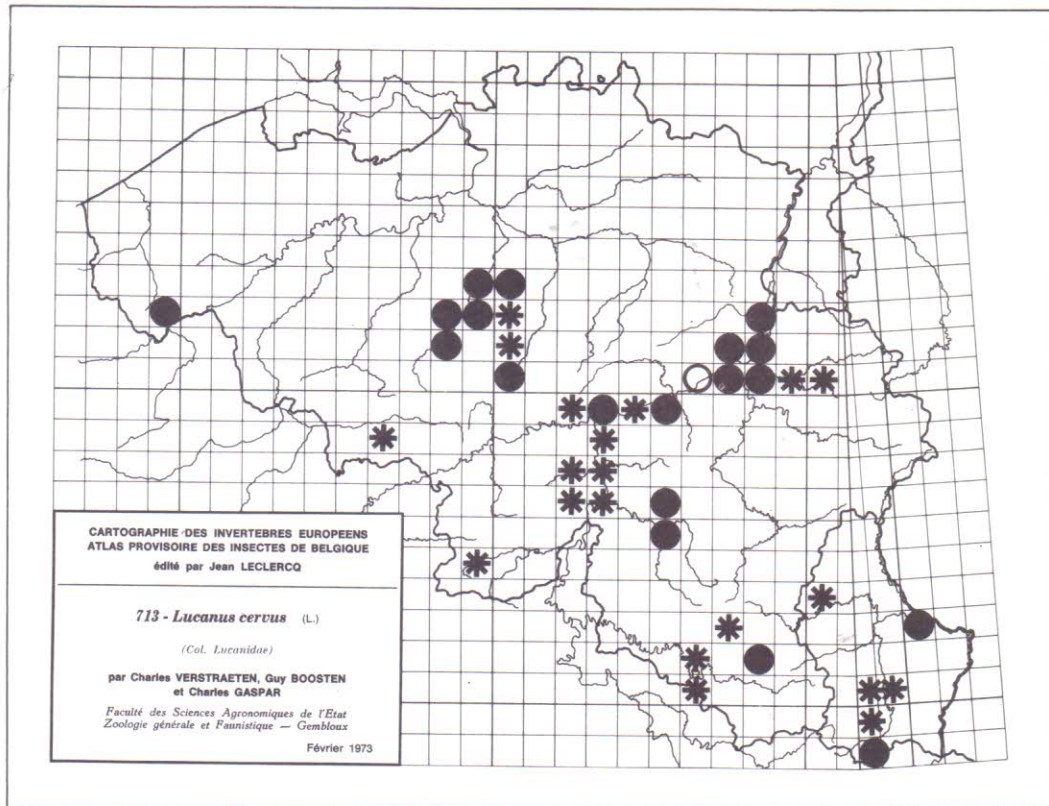 CARTOGRAPHIE DES INVERTEBRES EUROPEENS
ATLAS PROVISOIRE DES INSECTES DE BELGIQUE
édité par Jean LECLERCQ
713 - Lucanus cervus (L.)
(Col. Lucanidae)
par Charles VERSTRAETEN, Guy BOOSTEN
et Charles GASPAR
Faculté des Sciences Agronomiques de l'Etat
Zoologie générale et Faunistique — Gembloux
Février 1973